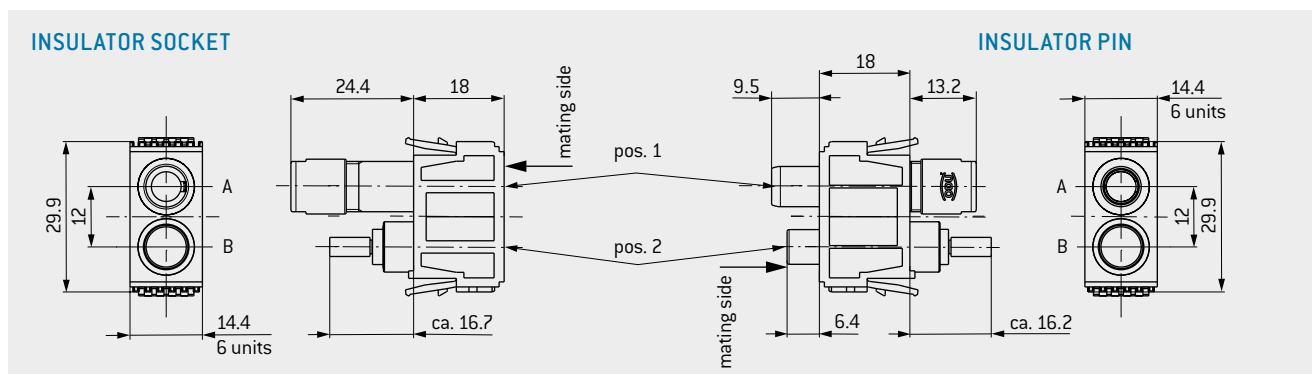 INSULATOR SOCKET
INSULATOR PIN
24.4
18
mating side
29.9
12
A
B
14.4
6 units
ca. 16.7
pos. 1
pos. 2
18
9.5
13.2
ODU
mating side
6.4
ca. 16.2
14.4
6 units
A
B
12
29.9